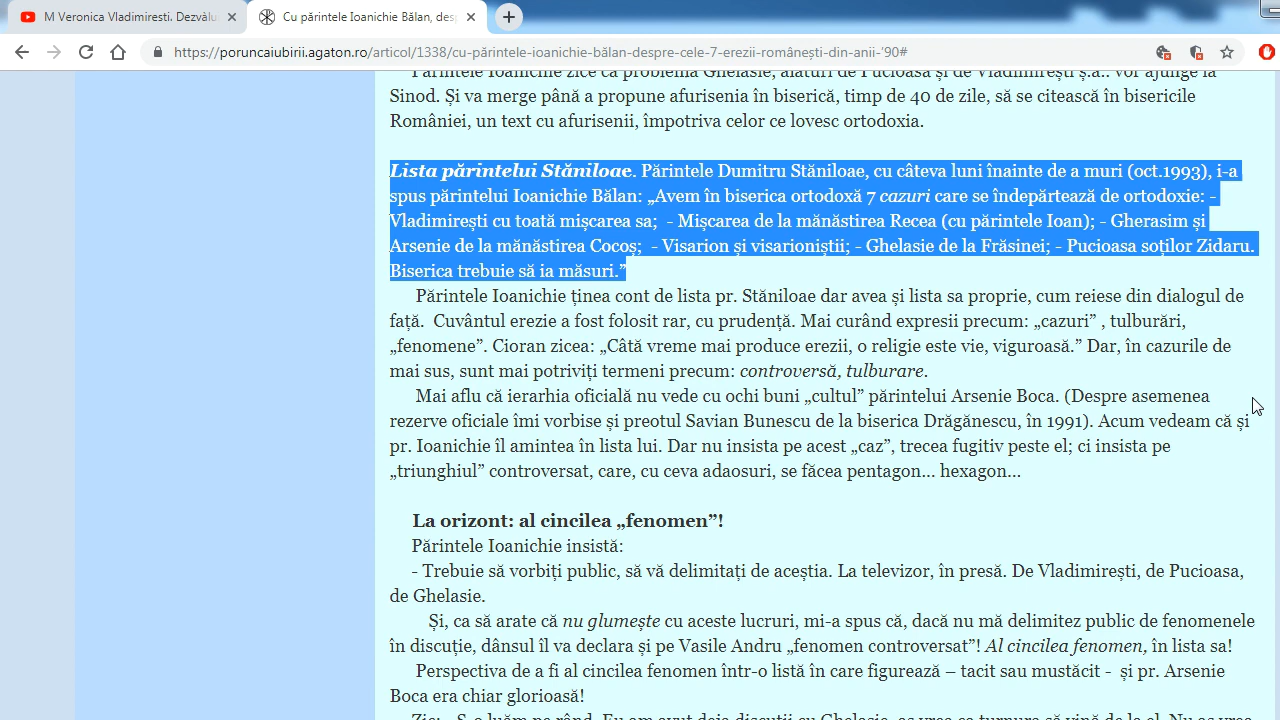 M Veronica Vladimiresti. Dezvălu
Cu părintele Ioanichie Bălan, desp
https://poruncaiubirii.agaton.ro/articol/1338/cu-părintele-ioanichie-bălan-despre-cele-7-erezii-românești-din-anii-'90#
Părintele Ioanichie zice că problema Ghelasie, alături de Pucioasa și de Vladimirești ș.a.. vor ajunge la
Sinod. Și va merge până a propune afurisenia în biserică, timp de 40 de zile, să se citească în bisericile
României, un text cu afurisenii, împotriva celor ce lovesc ortodoxia.
Lista părintelui Stăniloae. Părintele Dumitru Stăniloae, cu câteva luni înainte de a muri (oct.1993), i-a
spus părintelui Ioanichie Bălan: „Avem în biserica ortodoxă 7 cazuri care se îndepărtează de ortodoxie: -
Vladimirești cu toată mișcarea sa;  - Mișcarea de la mănăstirea Recea (cu părintele Ioan); - Gherasim și
Arsenie de la mănăstirea Cocoș;  - Visarion și visarioniștii; - Ghelasie de la Frăsinei; - Pucioasa soților Zidaru.
Biserica trebuie să ia măsuri.”
Părintele Ioanichie ținea cont de lista pr. Stăniloae dar avea și lista sa proprie, cum reiese din dialogul de
față.  Cuvântul erezie a fost folosit rar, cu prudență. Mai curând expresii precum: „cazuri” , tulburări,
„fenomene”. Cioran zicea: „Câtă vreme mai produce erezii, o religie este vie, viguroasă.” Dar, în cazurile de
mai sus, sunt mai potriviți termeni precum: controversă, tulburare.
Mai aflu că ierarhia oficială nu vede cu ochi buni „cultul” părintelui Arsenie Boca. (Despre asemenea
rezerve oficiale îmi vorbise și preotul Savian Bunescu de la biserica Drăgănescu, în 1991). Acum vedeam că și
pr. Ioanichie îl amintea în lista lui. Dar nu insista pe acest „caz”, trecea fugitiv peste el; ci insista pe
„triunghiul” controversat, care, cu ceva adaosuri, se făcea pentagon... hexagon...
La orizont: al cincilea „fenomen”!
Părintele Ioanichie insistă:
- Trebuie să vorbiți public, să vă delimitați de aceștia. La televizor, în presă. De Vladimirești, de Pucioasa,
de Ghelasie.
Și, ca să arate că nu glumește cu aceste lucruri, mi-a spus că, dacă nu mă delimitez public de fenomenele
în discuție, dânsul îl va declara și pe Vasile Andru „fenomen controversat”! Al cincilea fenomen, în lista sa!
Perspectiva de a fi al cincilea fenomen într-o listă în care figurează – tacit sau mustăcit -  și pr. Arsenie
Boca era chiar glorioasă!